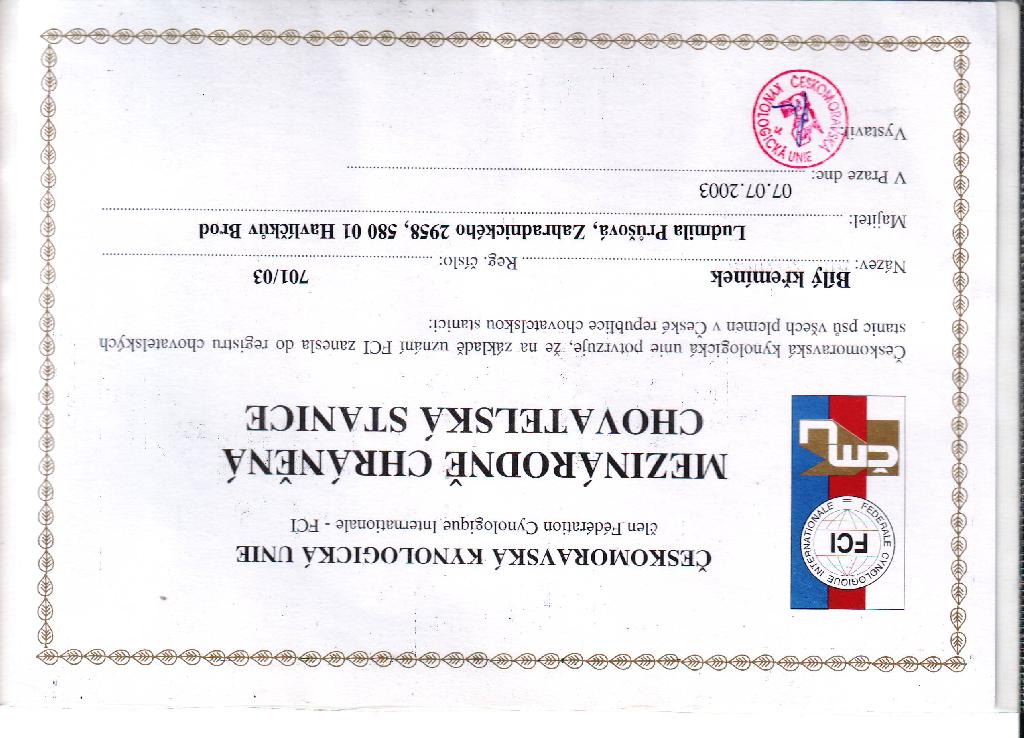 ČESKOMORAVSKÁ KYNOLOGICKÁ UNIE
člen Fédération Cynologique Internationale - FCI
FEDERALE CYNOLOGIQUE INTERNATIONALE
FCI
ČMKU
MEZINÁRODNĚ CHRÁNĚNÁ
CHOVATELSKÁ STANICE
Českomoravská kynologická unie potvrzuje, že na základě uznání FCI zanesla do registru chovatelských
stanic psů všech plemen v České republice chovatelskou stanici:
Název: Bílý křemínek Reg. číslo: 701/03
Majitel: Ludmila Průšová, Zahradnického 2958, 580 01 Havlíčkův Brod
V Praze dne: 07.07.2003
Vystavil:
ČESKOMORAVSKÁ KYNOLOGICKÁ UNIE